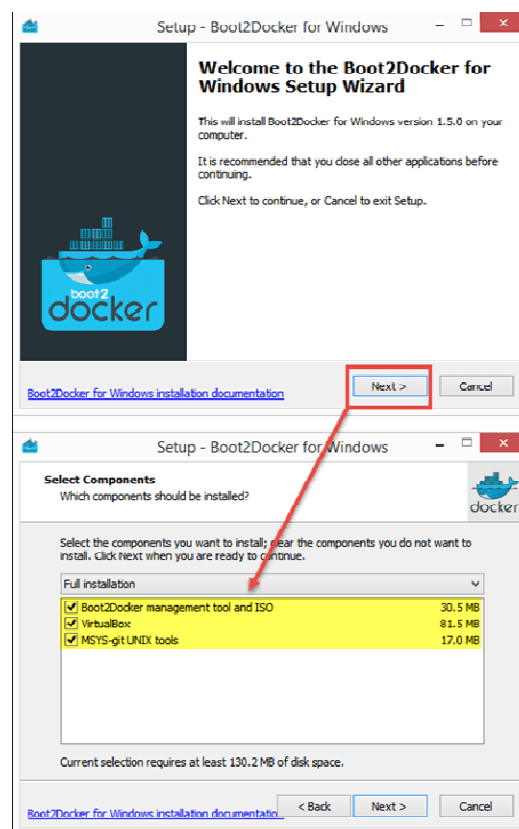 Setup - Boot2Docker for Windows
Welcome to the Boot2Docker for
Windows Setup Wizard
This will install Boot2Docker for Windows version 1.5.0 on your
computer.
It is recommended that you close all other applications before
continuing.
Click Next to continue, or Cancel to exit Setup.
boot2
docker
Boot2Docker for Windows installation documentation
Next >
Cancel
Setup - Boot2Docker for Windows
Select Components
Which components should be installed?
docker
Select the components you want to install; clear the components you do not want to
install. Click Next when you are ready to continue.
Full installation
Boot2Docker management tool and ISO 30.5 MB
VirtualBox 81.5 MB
MSYS-git UNIX tools 17.0 MB
Current selection requires at least 130.2 MB of disk space.
Boot2Docker for Windows installation documentatio
< Back
Next >
Cancel